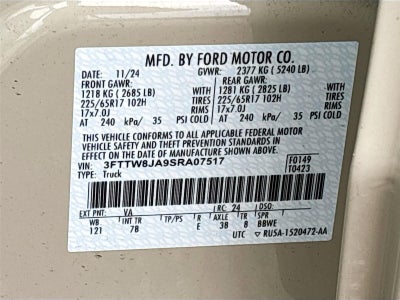 MFD. BY FORD MOTOR CO.
DATE: 11/24 GVWR: 2377 KG (5240 LB)
FRONT GAWR: REAR GAWR:
1218 KG (2685 LB) WITH 1281 KG (2825 LB) WITH
225/65R17 102H TIRES 225/65R17 102H TIRES
17x7.0J RIMS 17x7.0J RIMS
AT 240 kPa/ 35 PSI COLD AT 240 kPa/ 35 PSI COLD
THIS VEHICLE CONFORMS TO ALL APPLICABLE FEDERAL MOTOR
VEHICLE SAFETY AND THEFT PREVENTION STANDARDS IN EFFECT
ON THE DATE OF MANUFACTURE SHOWN ABOVE.
VIN: 3FTTW8JA9SRA07517 F0149
TYPE: Truck T0423
EXT PNT: VA RC: 24 DSO:
WB INT TR TP/PS R AXLE TR SPR
121 7B E 3B 8 BBWE
UTC ▽ RU5A-1520472-AA